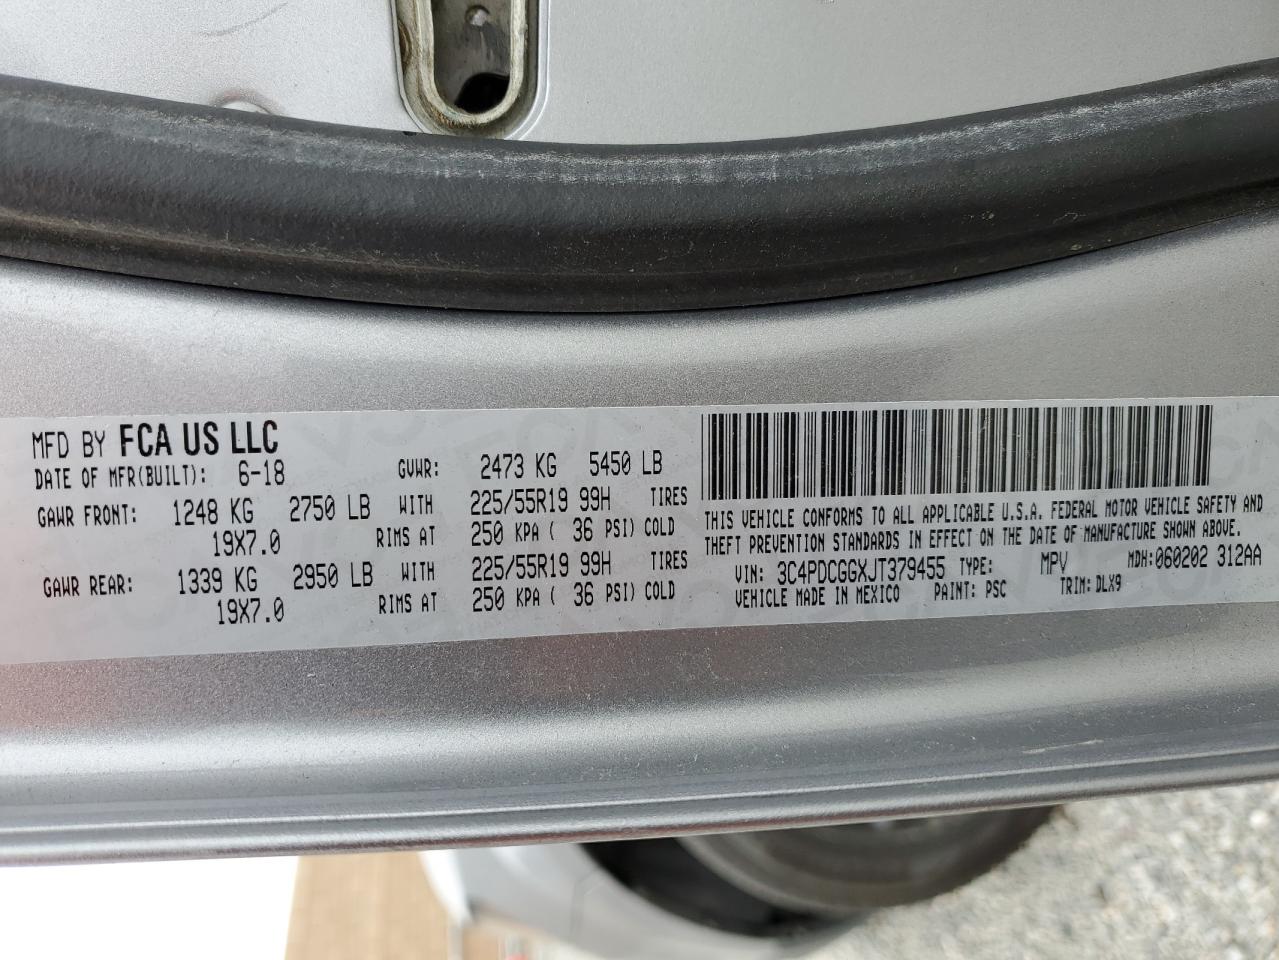 MFD BY FCA US LLC
DATE OF MFR(BUILT): 6-18 GVWR: 2473 KG 5450 LB
GAWR FRONT: 1248 KG 2750 LB WITH 225/55R19 99H TIRES
19X7.0 RIMS AT 250 KPA ( 36 PSI) COLD
GAWR REAR: 1339 KG 2950 LB WITH 225/55R19 99H TIRES
19X7.0 RIMS AT 250 KPA ( 36 PSI) COLD
THIS VEHICLE CONFORMS TO ALL APPLICABLE U.S.A. FEDERAL MOTOR VEHICLE SAFETY AND
THEFT PREVENTION STANDARDS IN EFFECT ON THE DATE OF MANUFACTURE SHOWN ABOVE.
VIN: 3C4PDCGGXJT379455 TYPE: MPV MDH: 060202 312AA
VEHICLE MADE IN MEXICO PAINT: PSC TRIM: DLX9